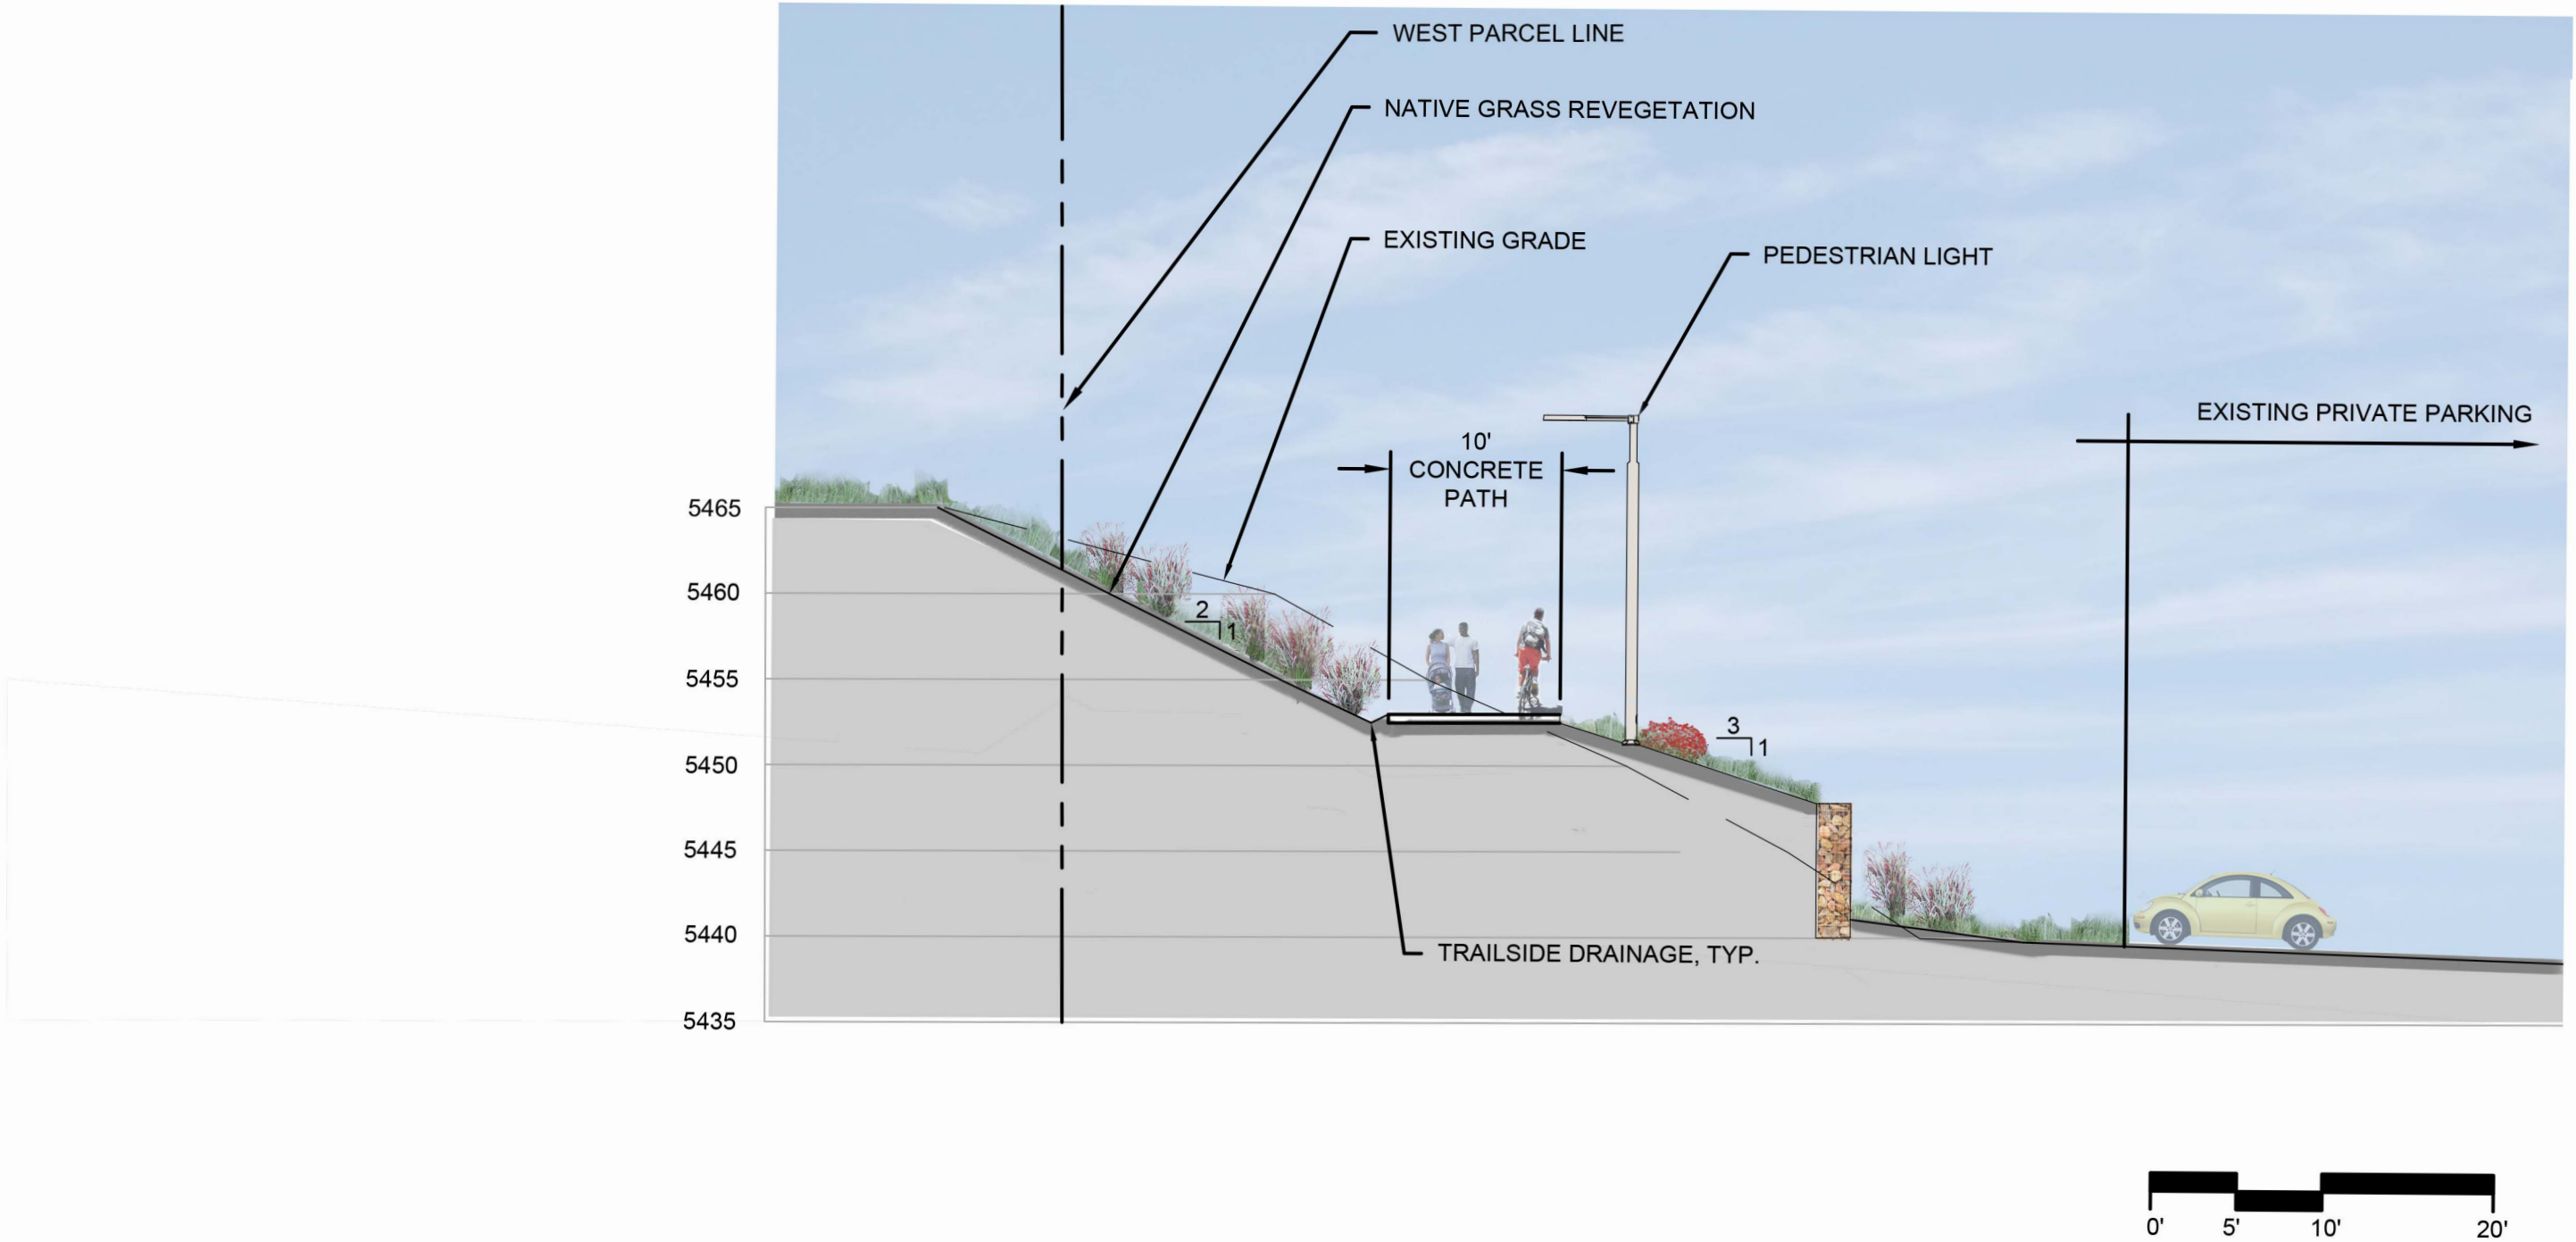 WEST PARCEL LINE
NATIVE GRASS REVEGETATION
EXISTING GRADE
PEDESTRIAN LIGHT
EXISTING PRIVATE PARKING
10'
CONCRETE
PATH
5465
5460
2
1
5455
3
1
5450
5445
5440
TRAILSIDE DRAINAGE, TYP.
5435
0' 5' 10' 20'